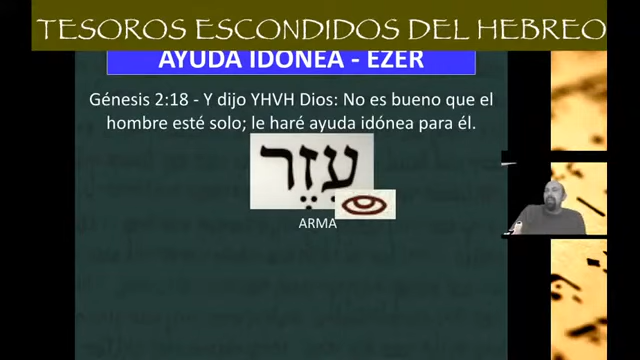 TESOROS ESCONDIDOS DEL HEBREO
AYUDA IDONEA - EZER
Génesis 2:18 - Y dijo YHVH Dios: No es bueno que el
hombre esté solo; le haré ayuda idónea para él.
עֵזֶר
ARMA